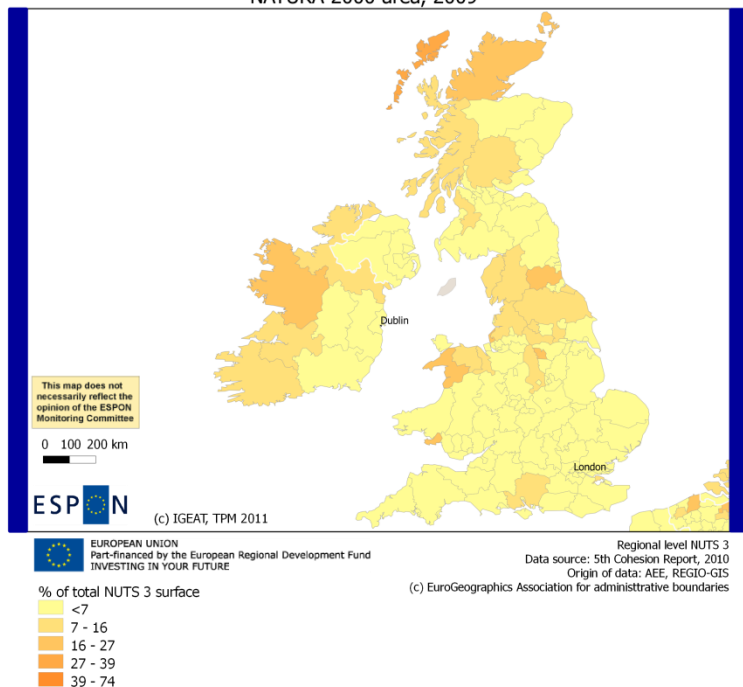 NATURA 2000 area, 2009
Dublin
London
This map does not
necessarily reflect the
opinion of the ESPON
Monitoring Committee
0 100 200 km
ESPON
(c) IGEAT, TPM 2011
EUROPEAN UNION
Part-financed by the European Regional Development Fund
INVESTING IN YOUR FUTURE
Regional level NUTS 3
Data source: 5th Cohesion Report, 2010
Origin of data: AEE, REGIO-GIS
(c) EuroGeographics Association for administrative boundaries
% of total NUTS 3 surface
<7
7 - 16
16 - 27
27 - 39
39 - 74